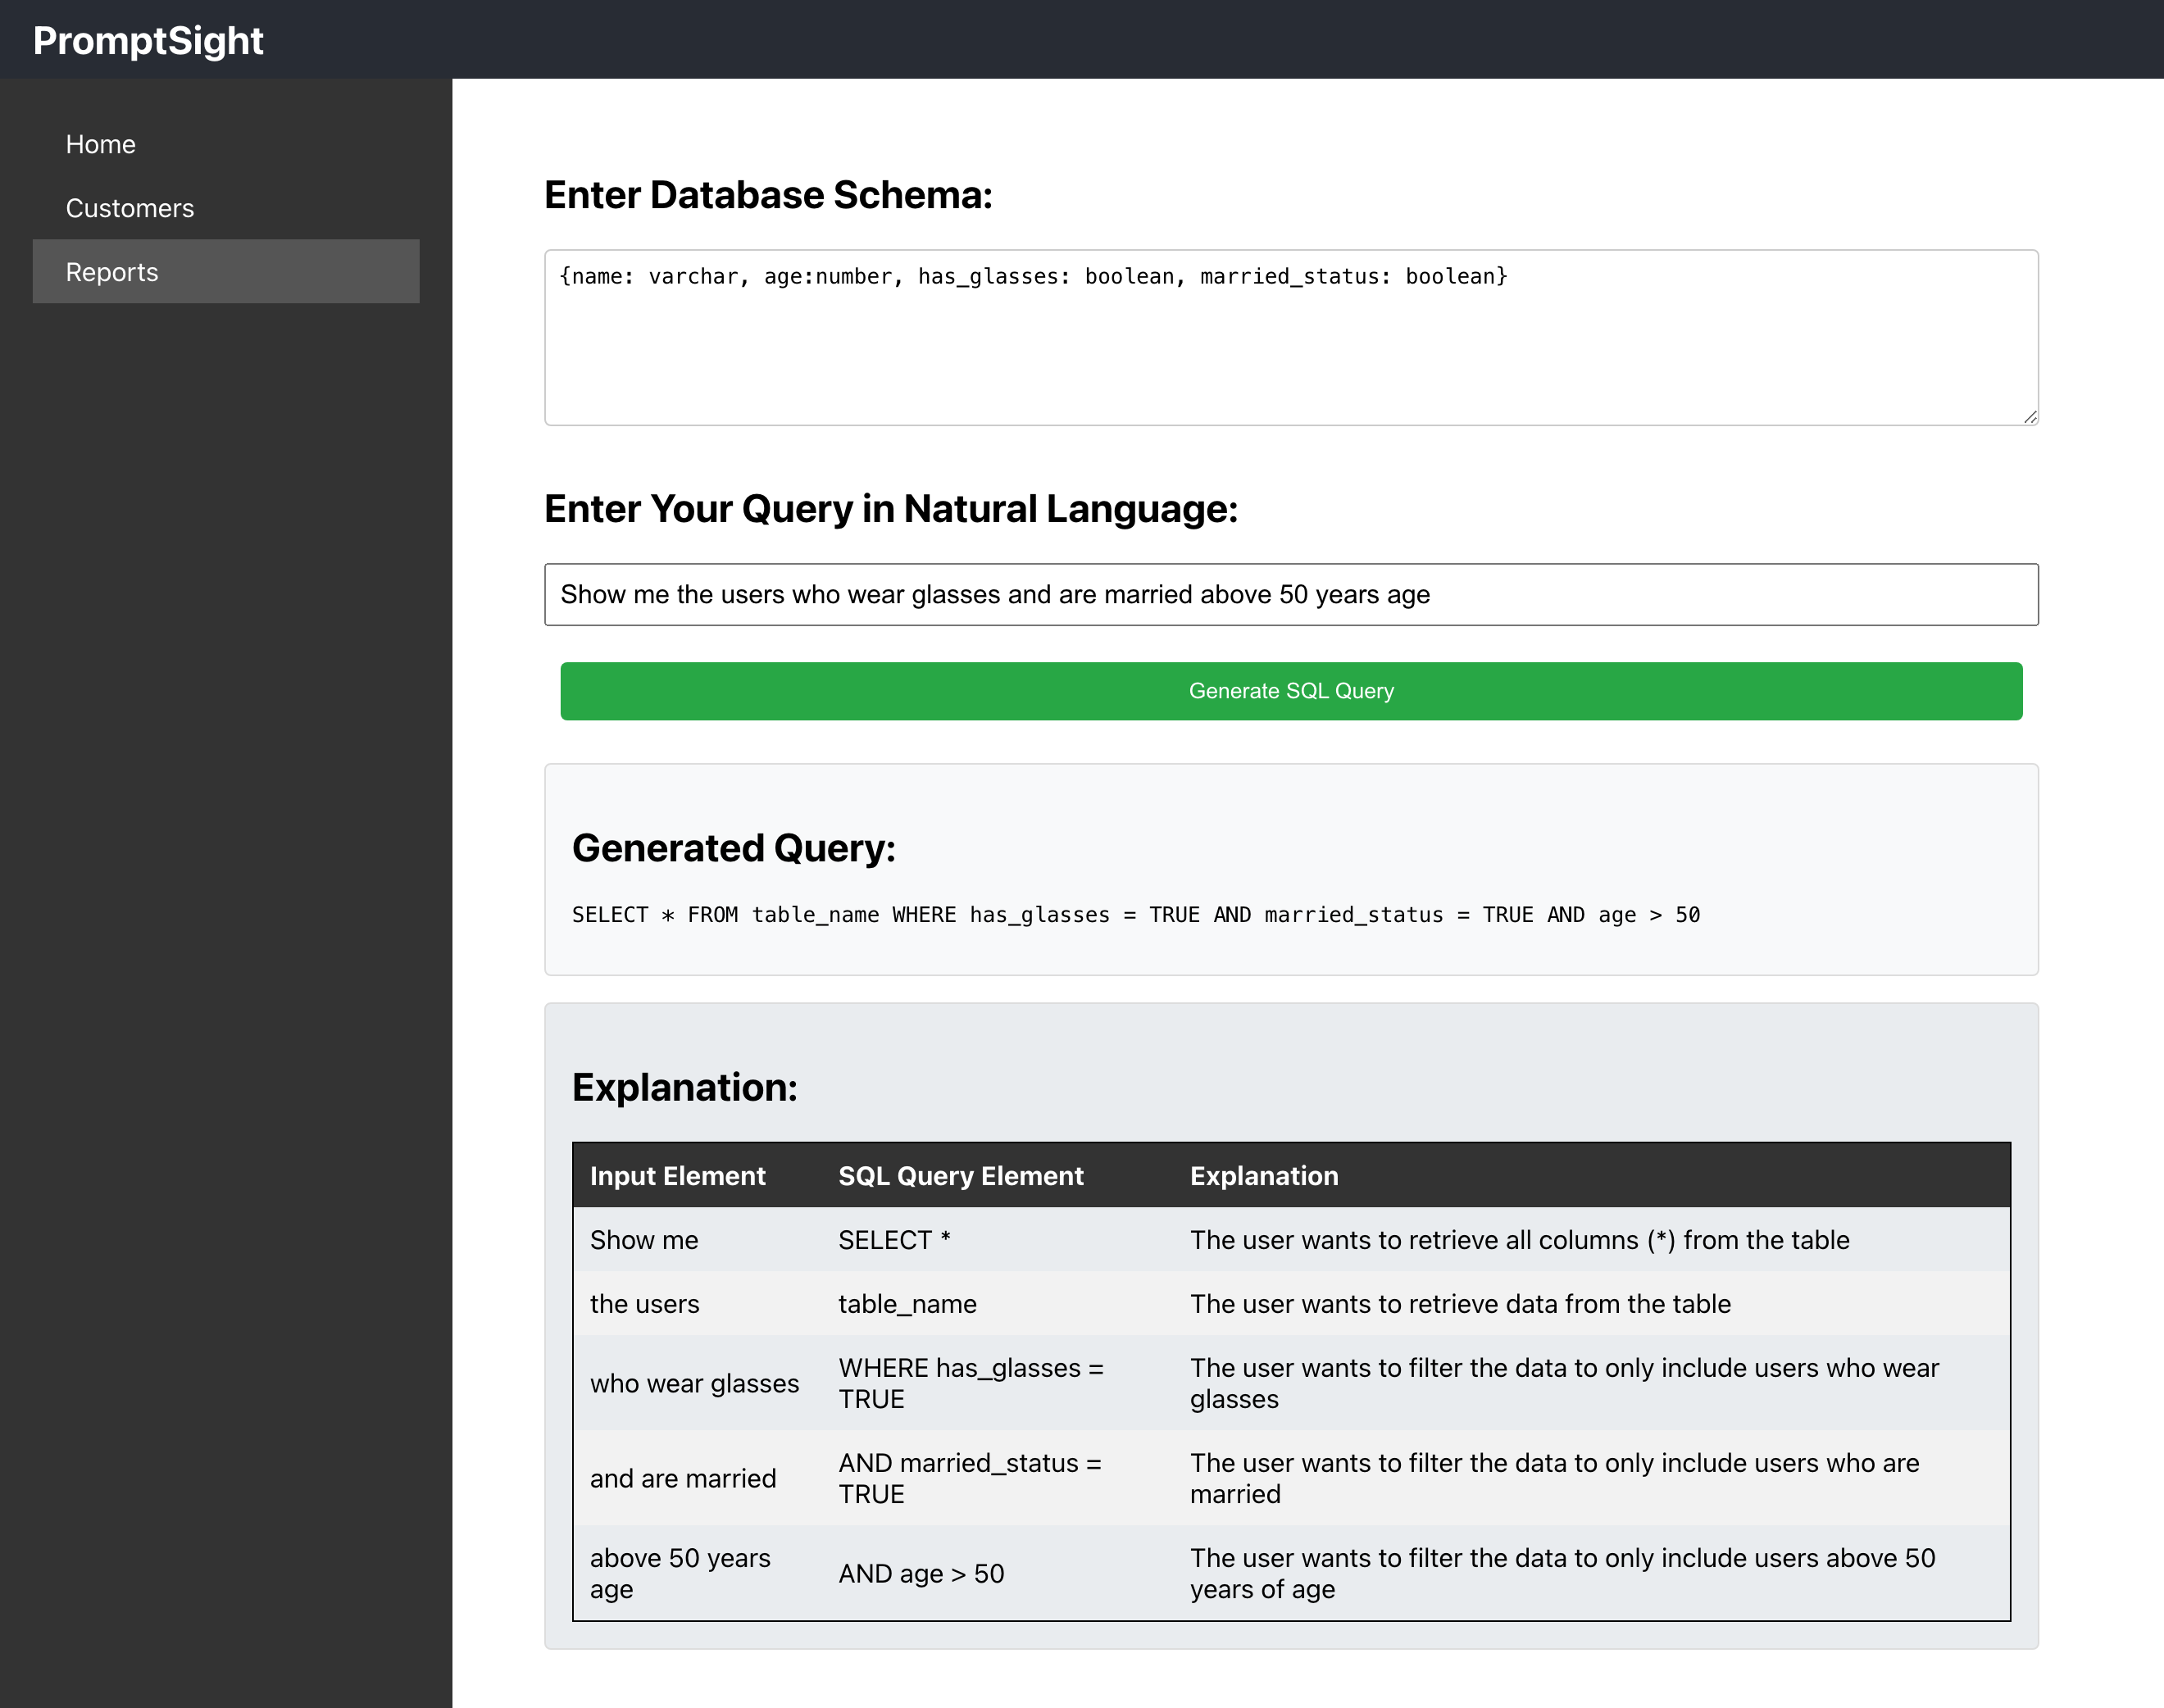 PromptSight
Home
Customers
Reports
Enter Database Schema:
{name: varchar, age:number, has_glasses: boolean, married_status: boolean}
Enter Your Query in Natural Language:
Show me the users who wear glasses and are married above 50 years age
Generate SQL Query
Generated Query:
SELECT * FROM table_name WHERE has_glasses = TRUE AND married_status = TRUE AND age > 50
Explanation:
Input Element SQL Query Element Explanation
Show me SELECT * The user wants to retrieve all columns (*) from the table
the users table_name The user wants to retrieve data from the table
who wear glasses
WHERE has_glasses =
TRUE
The user wants to filter the data to only include users who wear
glasses
and are married
AND married_status =
TRUE
The user wants to filter the data to only include users who are
married
above 50 years
age
AND age > 50
The user wants to filter the data to only include users above 50
years of age